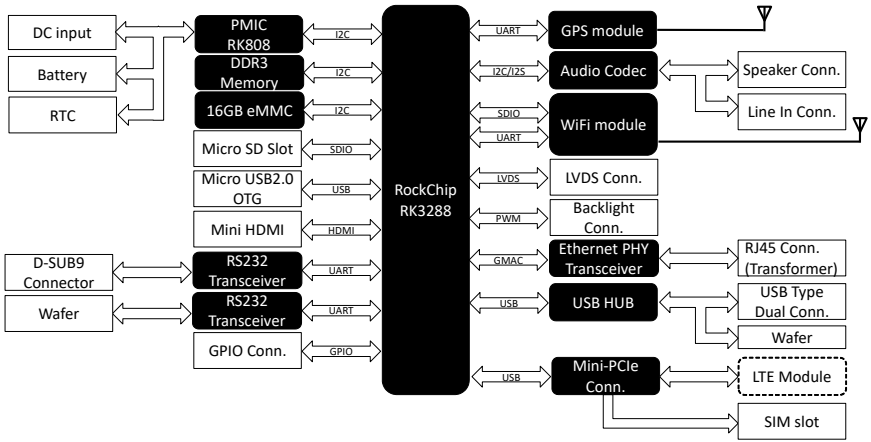 DC input
Battery
RTC
PMIC
RK808
I2C
DDR3
Memory
I2C
16GB eMMC
I2C
Micro SD Slot
SDIO
Micro USB2.0
OTG
USB
Mini HDMI
HDMI
D-SUB9
Connector
RS232
Transceiver
UART
Wafer
RS232
Transceiver
UART
GPIO Conn.
GPIO
RockChip
RK3288
UART
GPS module
I2C/I2S
Audio Codec
Speaker Conn.
Line In Conn.
SDIO
UART
WiFi module
LVDS
LVDS Conn.
PWM
Backlight
Conn.
GMAC
Ethernet PHY
Transceiver
RJ45 Conn.
(Transformer)
USB
USB HUB
USB Type
Dual Conn.
Wafer
USB
Mini-PCIe
Conn.
LTE Module
SIM slot